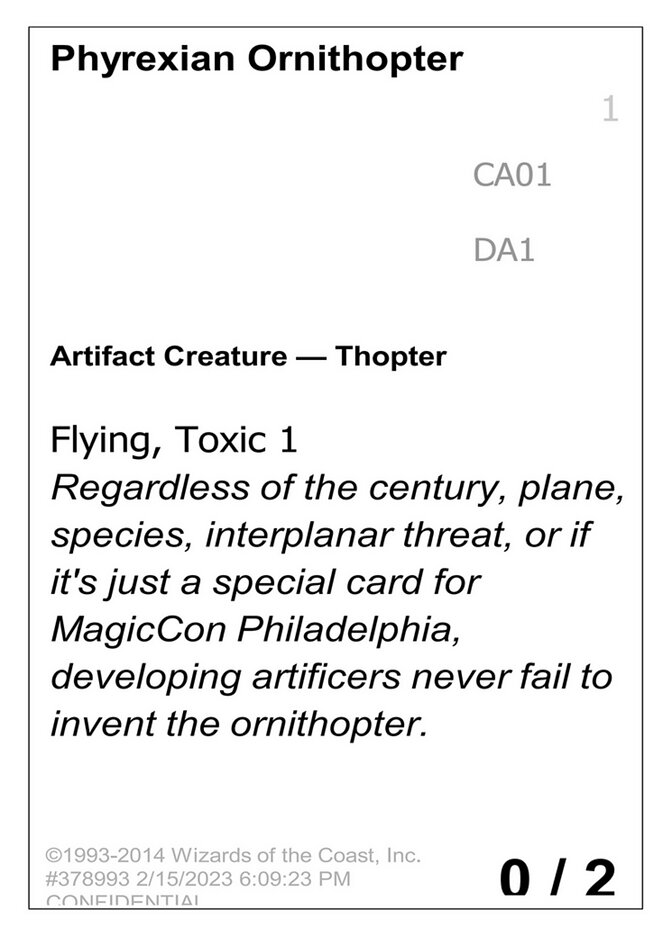 Phyrexian Ornithopter
1
CA01
DA1
Artifact Creature — Thopter
Flying, Toxic 1
Regardless of the century, plane,
species, interplanar threat, or if
it's just a special card for
MagicCon Philadelphia,
developing artificers never fail to
invent the ornithopter.
©1993-2014 Wizards of the Coast, Inc.
#378993 2/15/2023 6:09:23 PM
CONFIDENTIAL
0 / 2